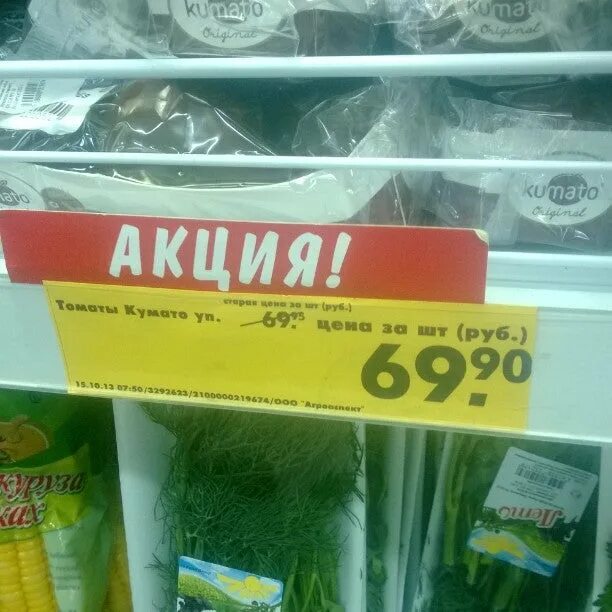 kumato
Original
kumato
Original
kumato
Original
АКЦИЯ!
старая цена за шт (руб.)
Томаты Кумато уп. 69.95 цена за шт (руб.)
69.90
15.10.13 07:50/3292623/2100000219674/ООО "Агроаспект"
Лето